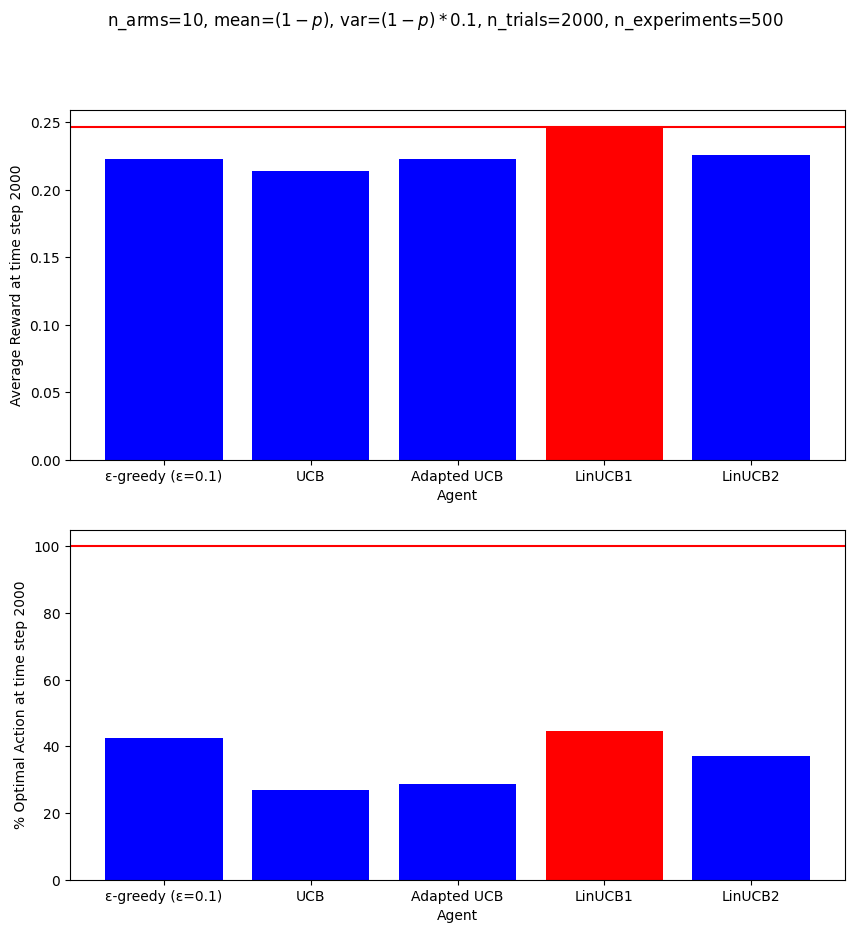 n_arms=10, mean=(1 − p), var=(1 − p) * 0.1, n_trials=2000, n_experiments=500
Average Reward at time step 2000
0.25
0.20
0.15
0.10
0.05
0.00
ε-greedy (ε=0.1) UCB Adapted UCB LinUCB1 LinUCB2
Agent
% Optimal Action at time step 2000
100
80
60
40
20
0
ε-greedy (ε=0.1) UCB Adapted UCB LinUCB1 LinUCB2
Agent